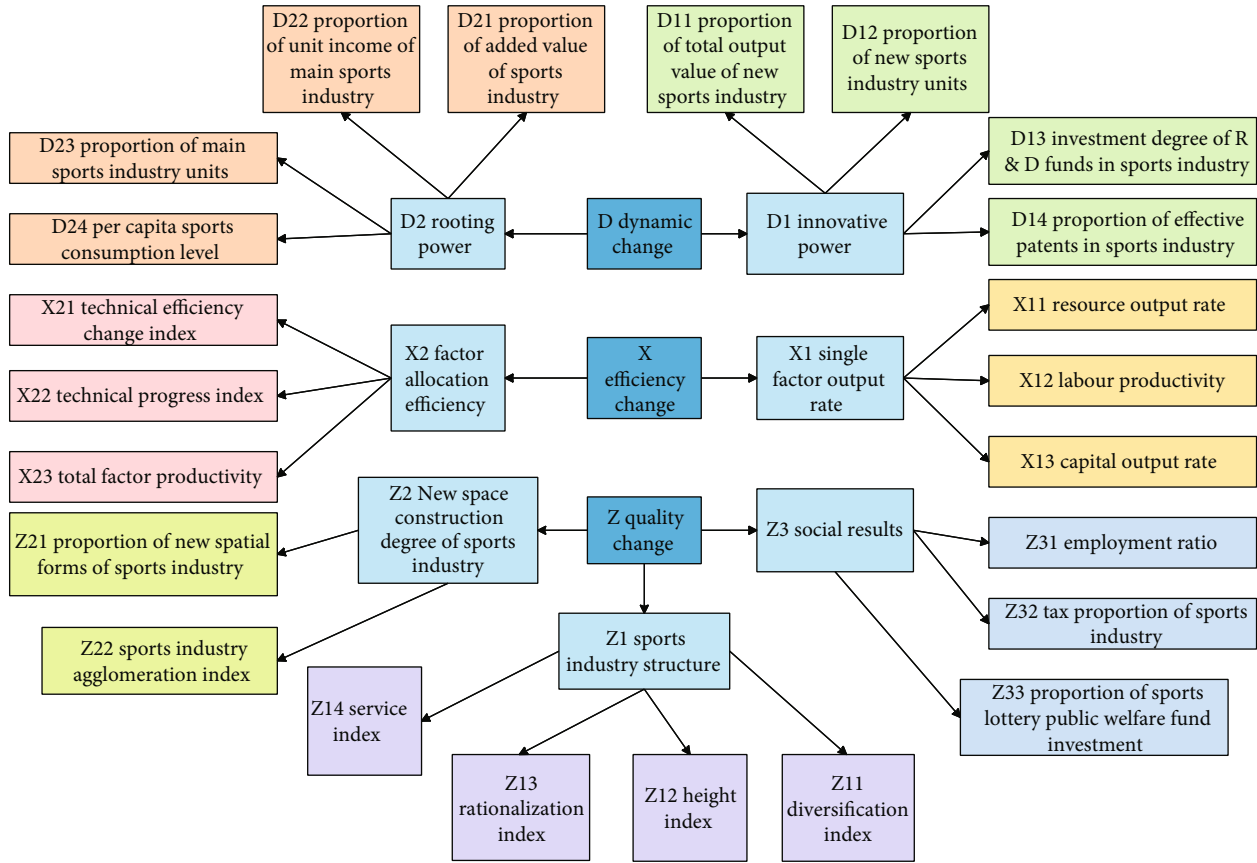 D22 proportion
of unit income of
main sports
industry
D21 proportion
of added value
of sports
industry
D11 proportion
of total output
value of new
sports industry
D12 proportion
of new sports
industry units
D23 proportion of main
sports industry units
D13 investment degree of R
& D funds in sports industry
D24 per capita sports
consumption level
D2 rooting
power
D dynamic
change
D1 innovative
power
D14 proportion of effective
patents in sports industry
X21 technical efficiency
change index
X11 resource output rate
X22 technical progress index
X2 factor
allocation
efficiency
X
efficiency
change
X1 single
factor output
rate
X12 labour productivity
X23 total factor productivity
X13 capital output rate
Z21 proportion of new spatial
forms of sports industry
Z2 New space
construction
degree of sports
industry
Z quality
change
Z3 social results
Z31 employment ratio
Z22 sports industry
agglomeration index
Z1 sports
industry structure
Z32 tax proportion of sports
industry
Z14 service
index
Z33 proportion of sports
lottery public welfare fund
investment
Z13
rationalization
index
Z12 height
index
Z11
diversification
index